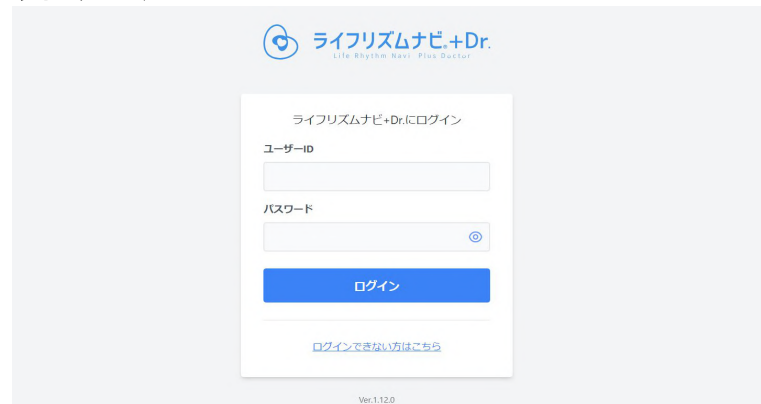 ライフリズムナビ®+Dr.
Life Rhythm Navi Plus Doctor
ライフリズムナビ+Dr.にログイン
ユーザーID
パスワード
ログイン
ログインできない方はこちら
Ver.1.12.0